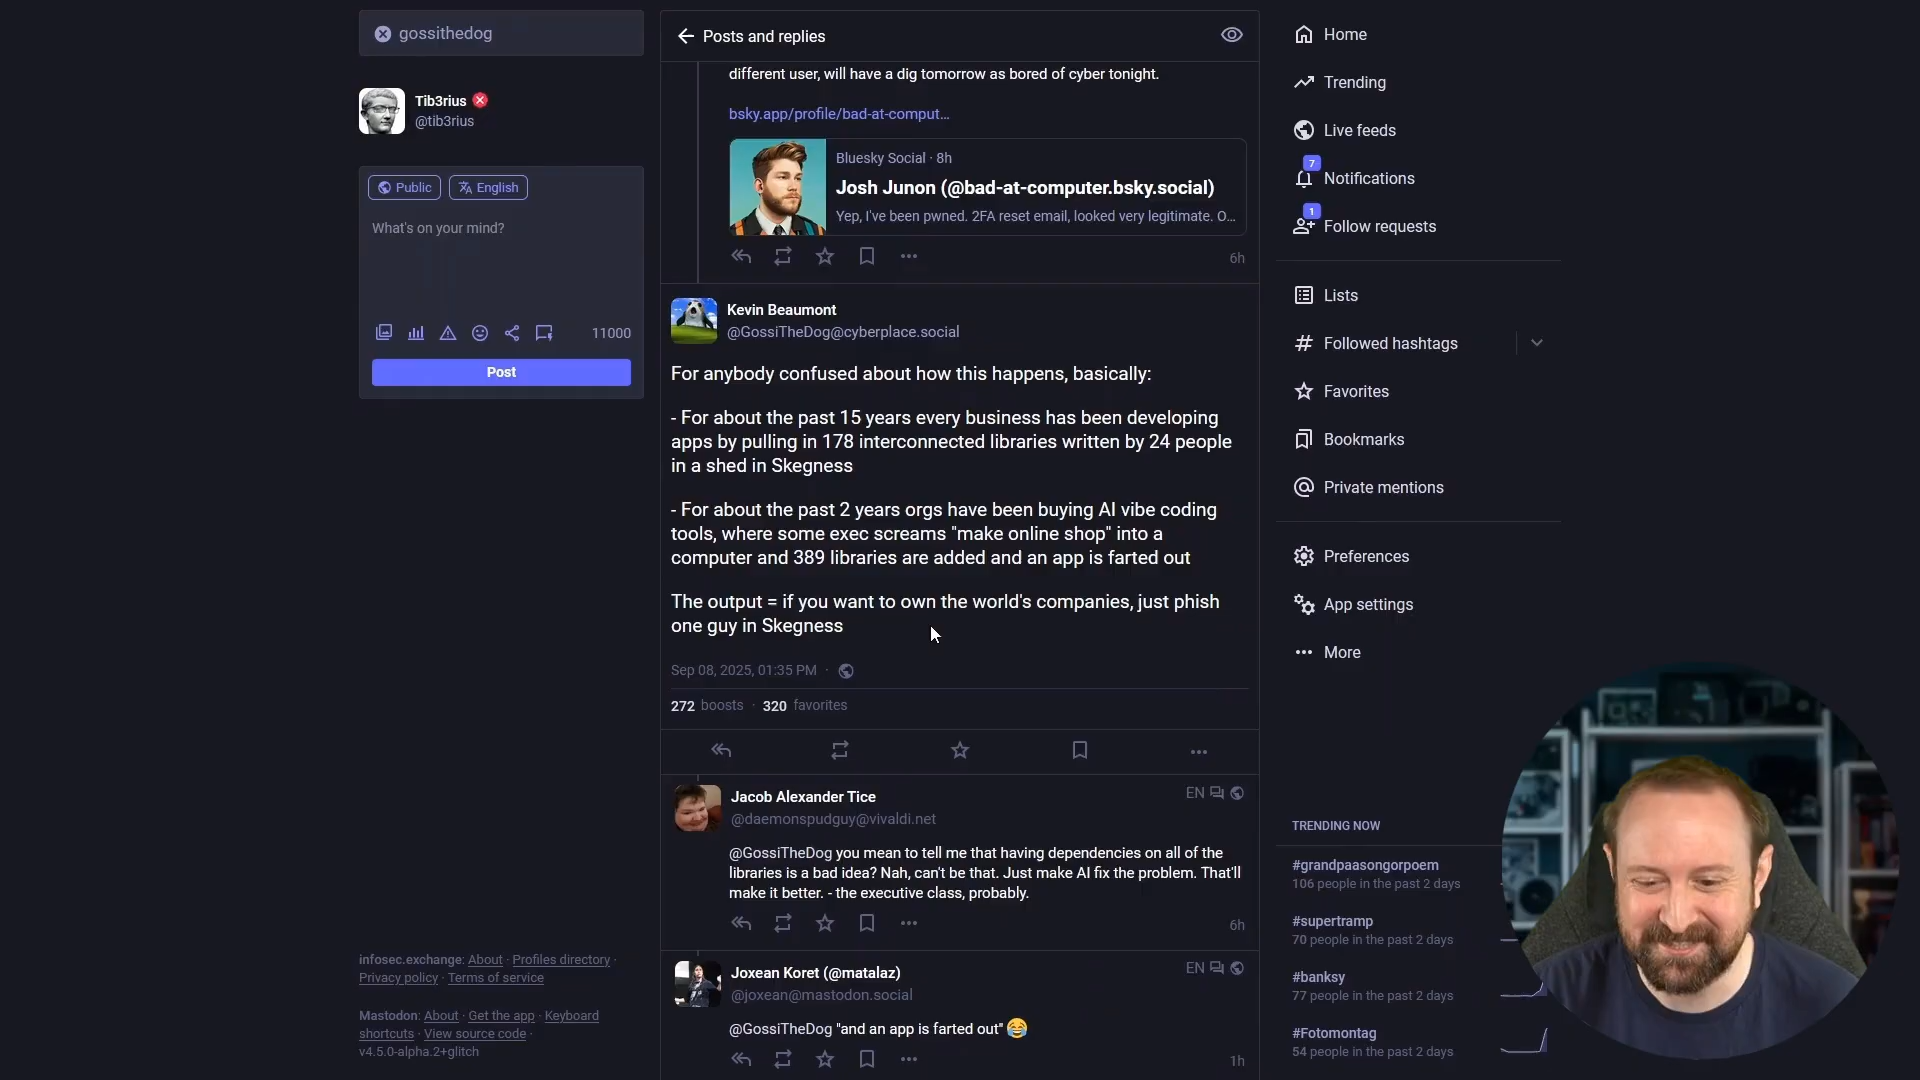 gossithedog
Tib3rius
@tib3rius
Public
English
What's on your mind?
11000
Post
infosec.exchange: About · Profiles directory ·
Privacy policy · Terms of service
Mastodon: About · Get the app · Keyboard
shortcuts · View source code ·
v4.5.0-alpha.2+glitch
Posts and replies
different user, will have a dig tomorrow as bored of cyber tonight.
bsky.app/profile/bad-at-comput…
Bluesky Social · 8h
Josh Junon (@bad-at-computer.bsky.social)
Yep, I've been pwned. 2FA reset email, looked very legitimate. O…
6h
Kevin Beaumont
@GossiTheDog@cyberplace.social
For anybody confused about how this happens, basically:
- For about the past 15 years every business has been developing
apps by pulling in 178 interconnected libraries written by 24 people
in a shed in Skegness
- For about the past 2 years orgs have been buying AI vibe coding
tools, where some exec screams "make online shop" into a
computer and 389 libraries are added and an app is farted out
The output = if you want to own the world's companies, just phish
one guy in Skegness
Sep 08, 2025, 01:35 PM ·
272 boosts · 320 favorites
Jacob Alexander Tice
EN
@daemonspudguy@vivaldi.net
@GossiTheDog you mean to tell me that having dependencies on all of the
libraries is a bad idea? Nah, can't be that. Just make AI fix the problem. That'll
make it better. - the executive class, probably.
6h
Joxean Koret (@matalaz)
EN
@joxean@mastodon.social
@GossiTheDog "and an app is farted out" 😂
1h
Home
Trending
Live feeds
7
Notifications
1
Follow requests
Lists
Followed hashtags
Favorites
Bookmarks
Private mentions
Preferences
App settings
More
TRENDING NOW
#grandpaasongorpoem
106 people in the past 2 days
#supertramp
70 people in the past 2 days
#banksy
77 people in the past 2 days
#Fotomontag
54 people in the past 2 days